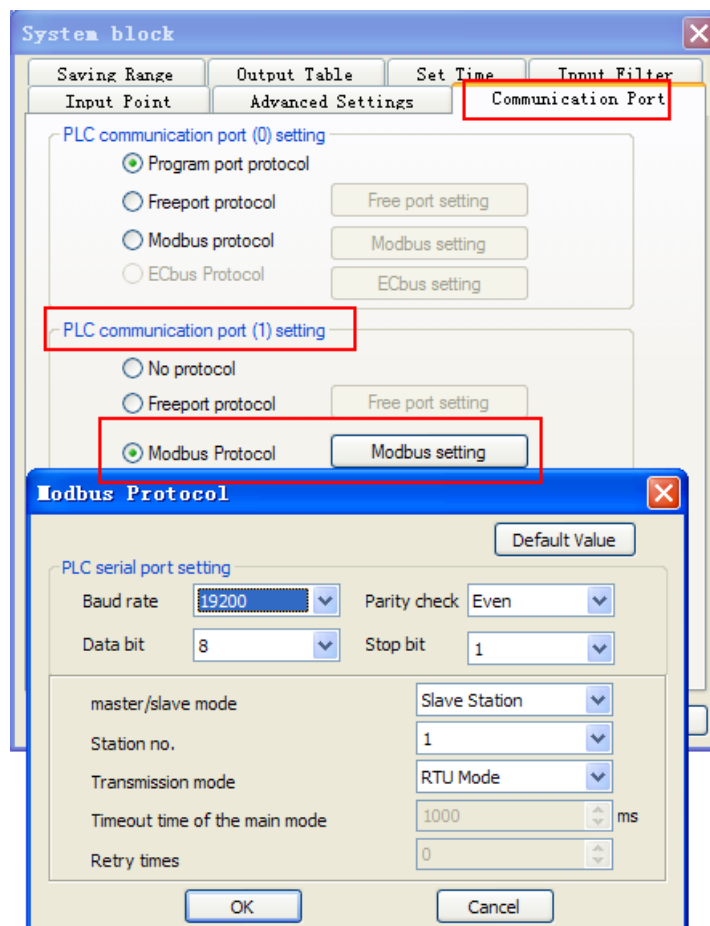 System block
Saving Range Output Table Set Time Input Filter
Input Point Advanced Settings Communication Port
PLC communication port (0) setting
Program port protocol
Freeport protocol Free port setting
Modbus protocol Modbus setting
ECbus Protocol ECbus setting
PLC communication port (1) setting
No protocol
Freeport protocol Free port setting
Modbus Protocol Modbus setting
Modbus Protocol
Default Value
PLC serial port setting
Baud rate 19200 Parity check Even
Data bit 8 Stop bit 1
master/slave mode Slave Station
Station no. 1
Transmission mode RTU Mode
Timeout time of the main mode 1000 ms
Retry times 0
OK Cancel